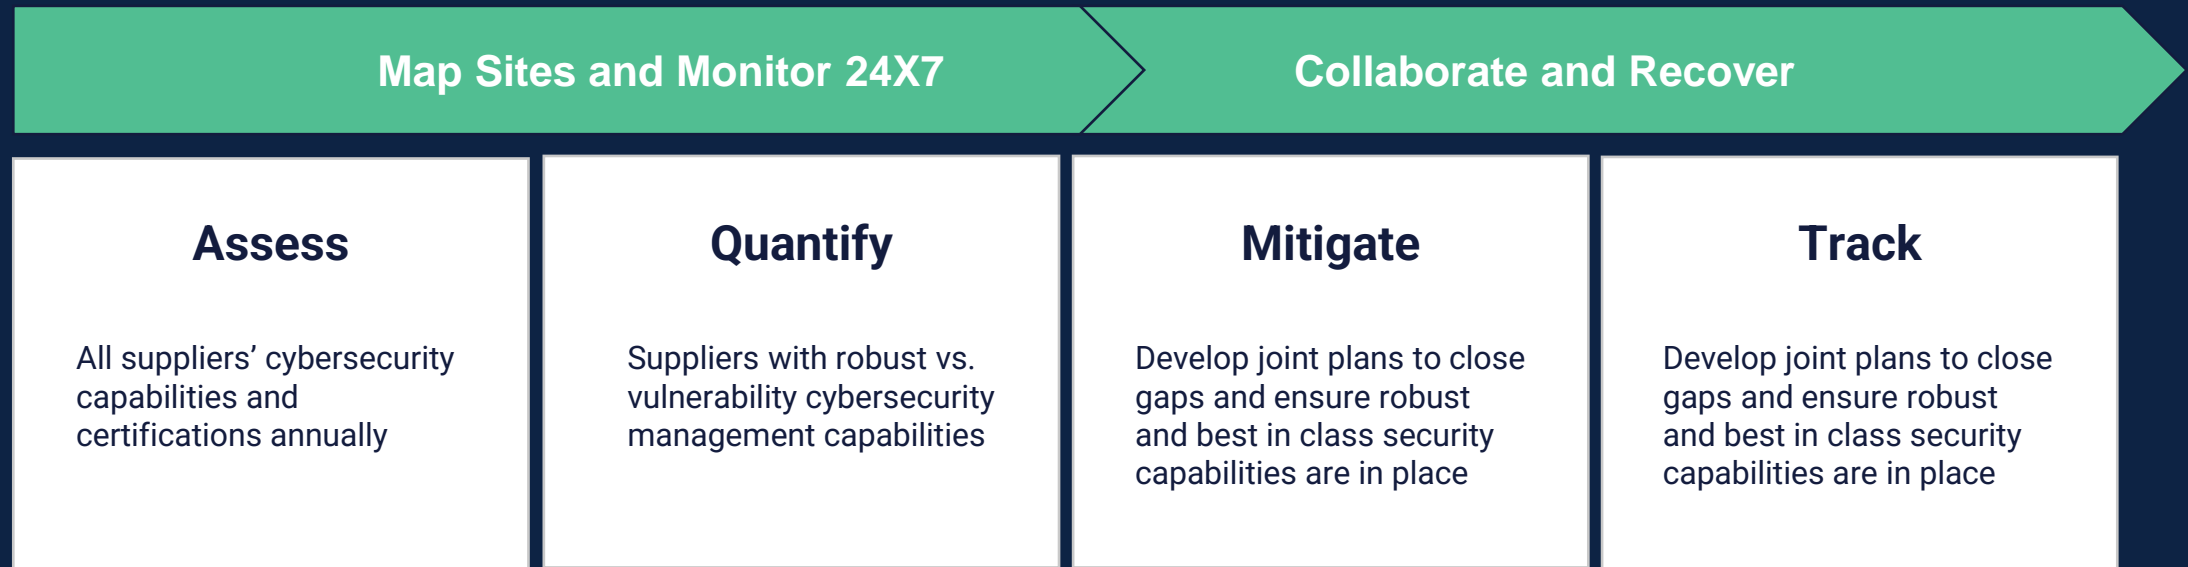 Map Sites and Monitor 24X7
Collaborate and Recover
Assess
All suppliers’ cybersecurity
capabilities and
certifications annually
Quantify
Suppliers with robust vs.
vulnerability cybersecurity
management capabilities
Mitigate
Develop joint plans to close
gaps and ensure robust
and best in class security
capabilities are in place
Track
Develop joint plans to close
gaps and ensure robust
and best in class security
capabilities are in place